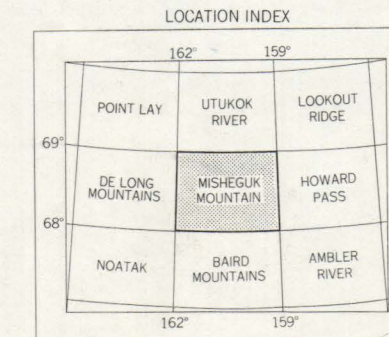 LOCATION INDEX
162° 159°
POINT LAY
UTUKOK
RIVER
LOOKOUT
RIDGE
69°
DE LONG
MOUNTAINS
MISHEGUK
MOUNTAIN
HOWARD
PASS
68°
NOATAK
BAIRD
MOUNTAINS
AMBLER
RIVER
162° 159°